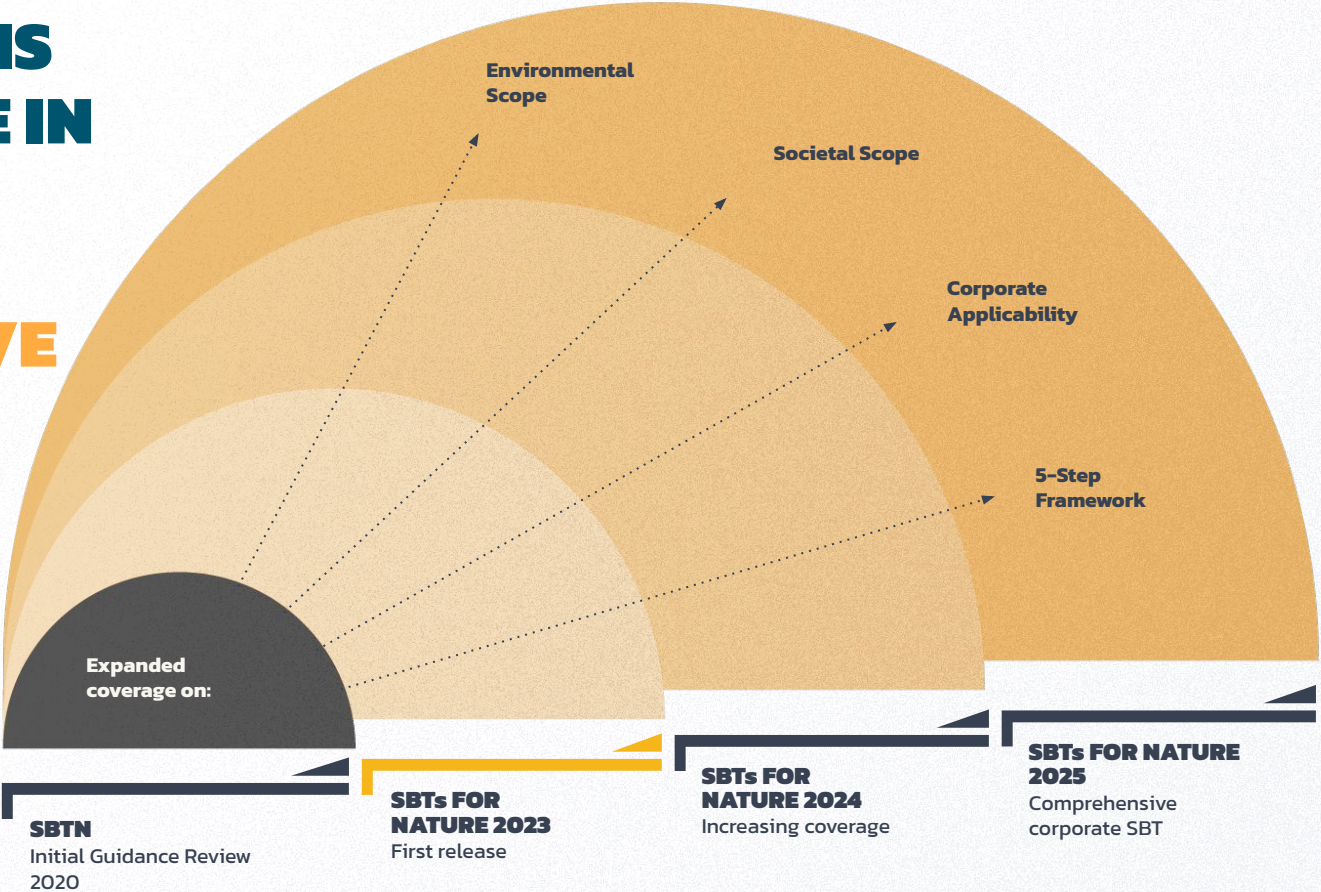 IS
E IN
VE
Environmental
Scope
Societal Scope
Corporate
Applicability
5-Step
Framework
Expanded
coverage on:
SBTN
Initial Guidance Review
2020
SBTs FOR
NATURE 2023
First release
SBTs FOR
NATURE 2024
Increasing coverage
SBTs FOR NATURE
2025
Comprehensive
corporate SBT